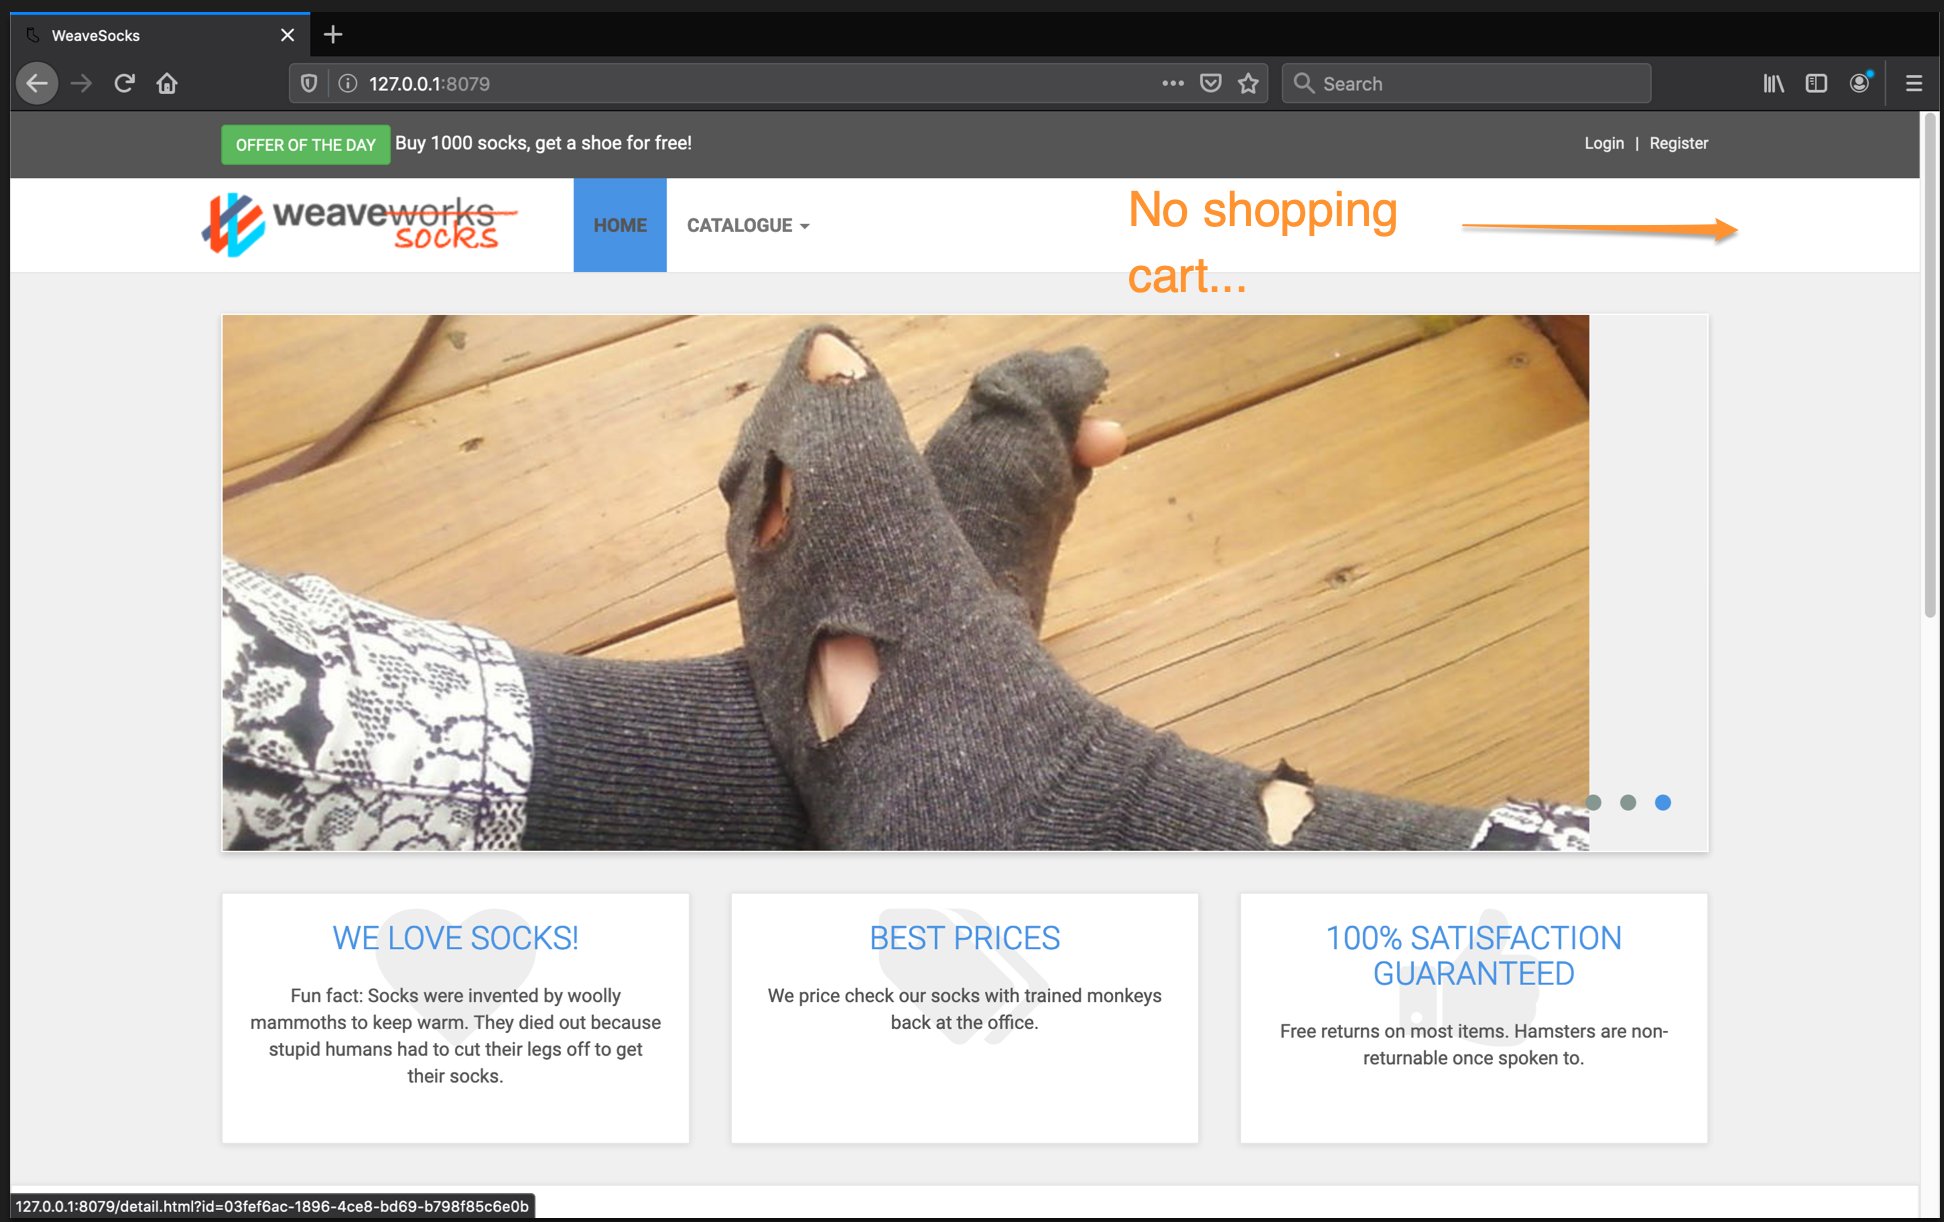 WeaveSocks
127.0.0.1:8079
Search
OFFER OF THE DAY Buy 1000 socks, get a shoe for free!
Login | Register
weaveworks
socks
HOME
CATALOGUE
No shopping
cart...
WE LOVE SOCKS!
Fun fact: Socks were invented by woolly
mammoths to keep warm. They died out because
stupid humans had to cut their legs off to get
their socks.
BEST PRICES
We price check our socks with trained monkeys
back at the office.
100% SATISFACTION
GUARANTEED
Free returns on most items. Hamsters are non-
returnable once spoken to.
127.0.0.1:8079/detail.html?id=03fef6ac-1896-4ce8-bd69-b798f85c6e0b